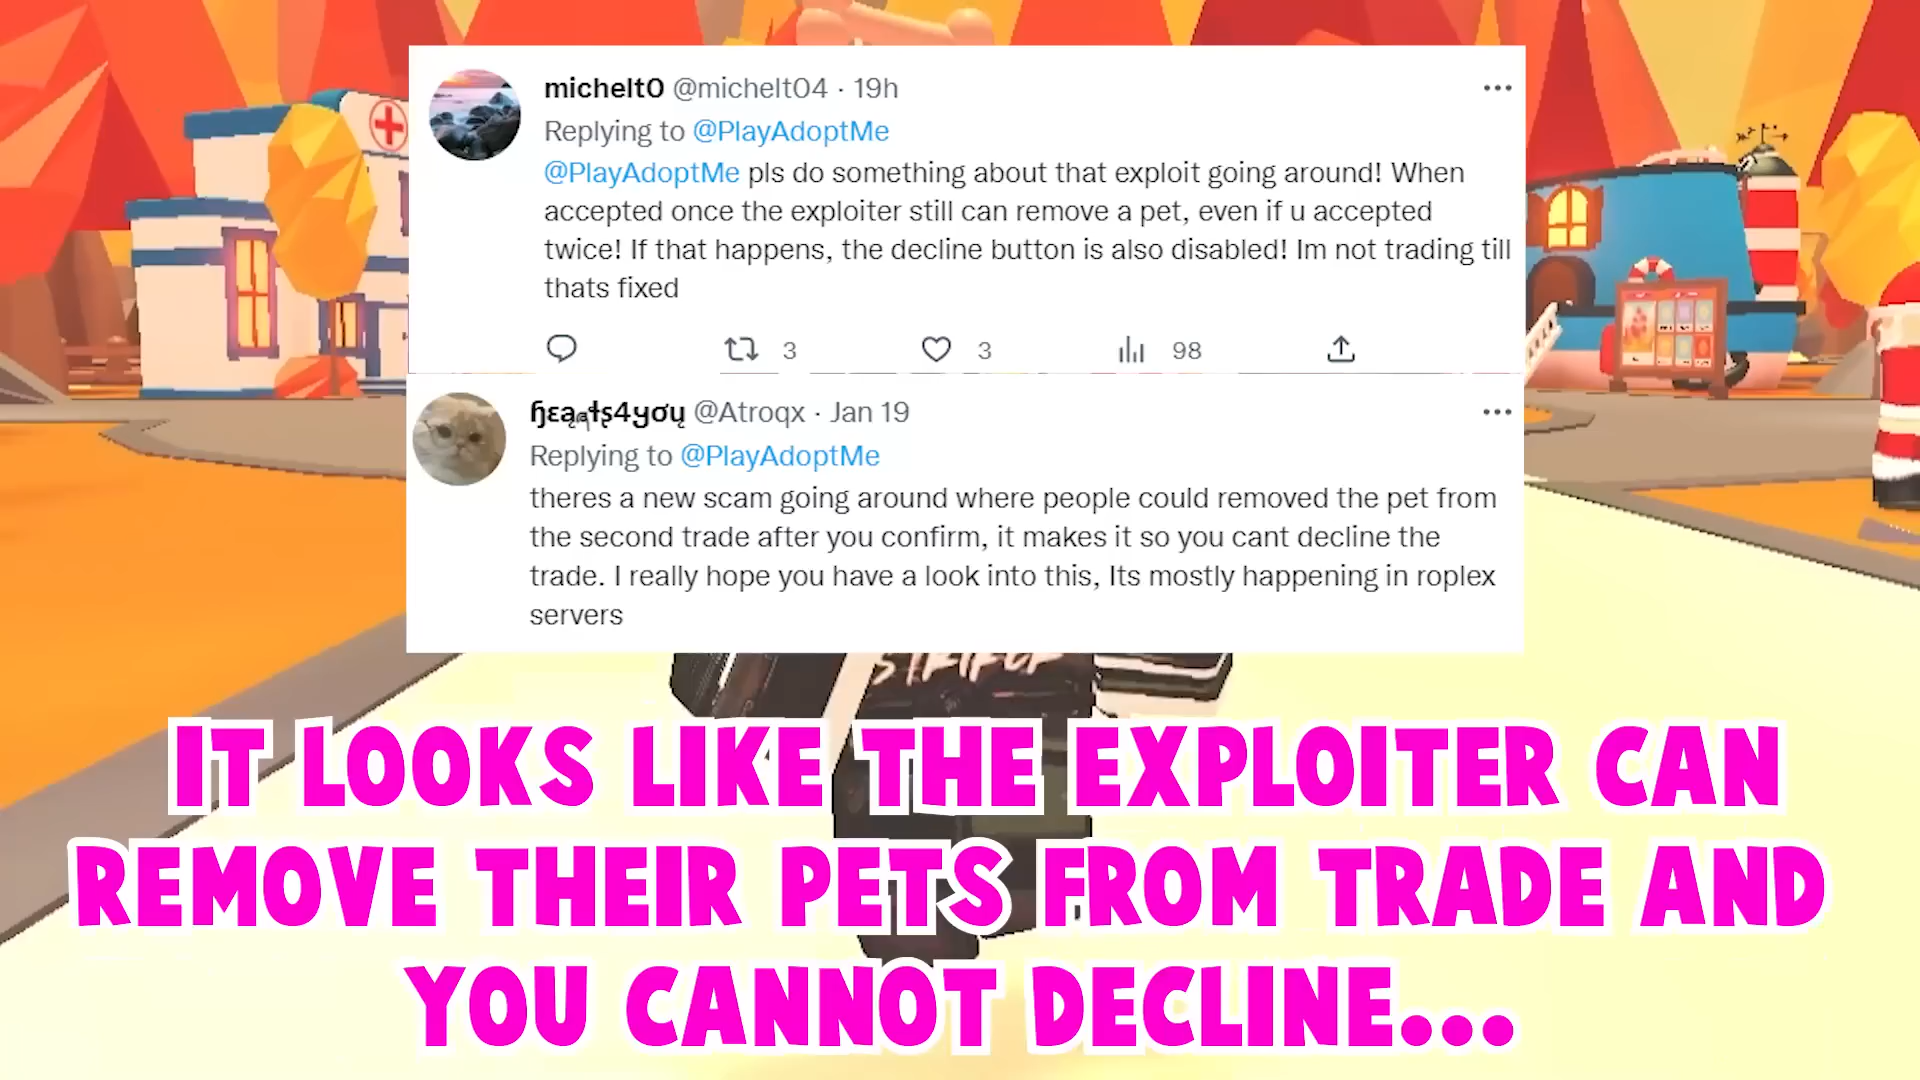 michelt0 @michelt04 · 19h
Replying to @PlayAdoptMe
@PlayAdoptMe pls do something about that exploit going around! When
accepted once the exploiter still can remove a pet, even if u accepted
twice! If that happens, the decline button is also disabled! Im not trading till
thats fixed
3 3 98
@Atroqx · Jan 19
Replying to @PlayAdoptMe
theres a new scam going around where people could removed the pet from
the second trade after you confirm, it makes it so you cant decline the
trade. I really hope you have a look into this, Its mostly happening in roplex
servers
IT LOOKS LIKE THE EXPLOITER CAN
REMOVE THEIR PETS FROM TRADE AND
YOU CANNOT DECLINE...